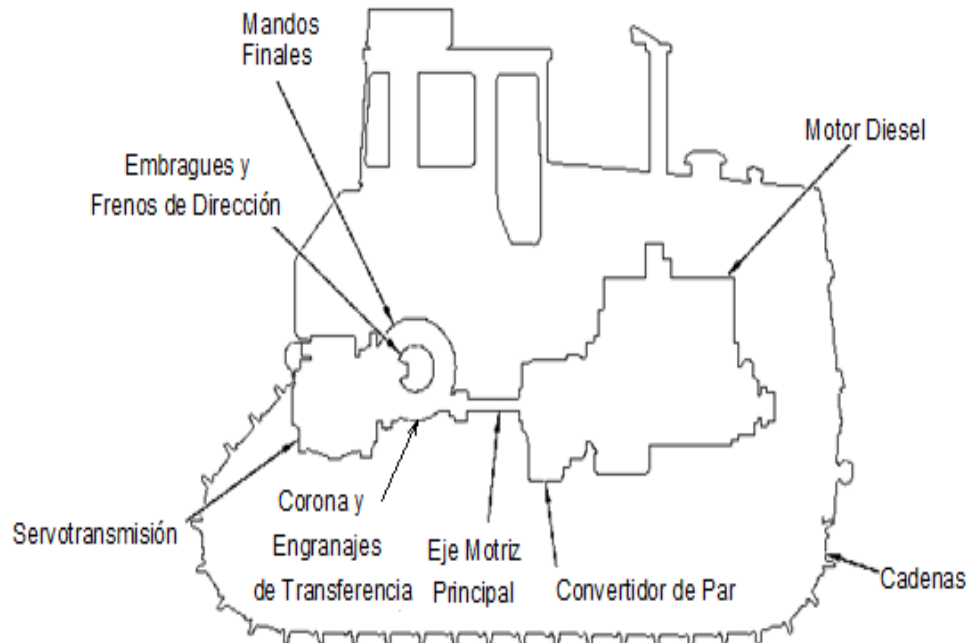 Mandos
Finales
Motor Diesel
Embragues y
Frenos de Dirección
Servotransmisión
Corona y
Engranajes
de Transferencia
Eje Motriz
Principal
Convertidor de Par
Cadenas